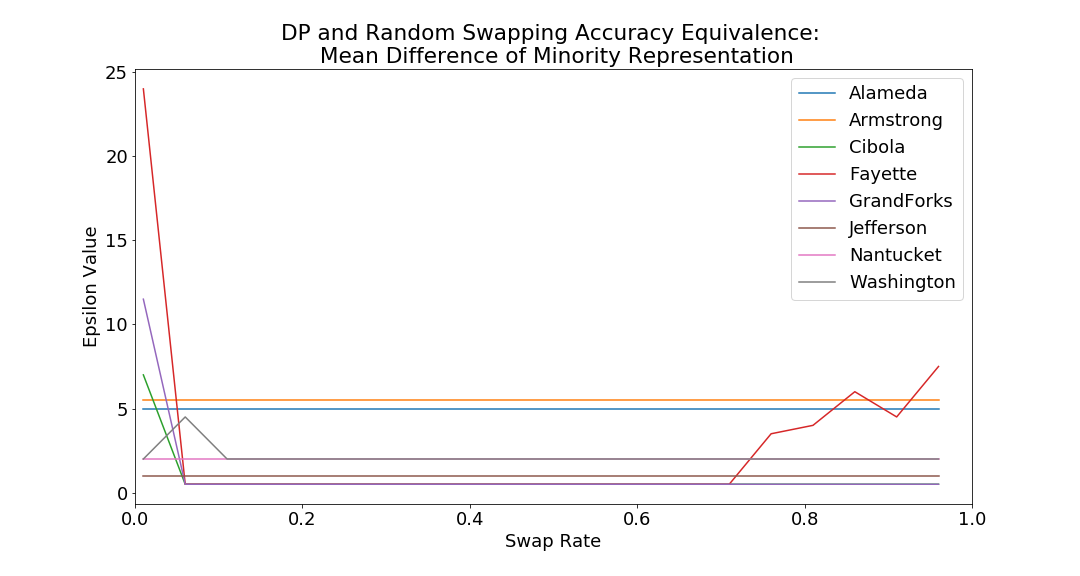 DP and Random Swapping Accuracy Equivalence:
Mean Difference of Minority Representation
25
20
15
10
5
0
Epsilon Value
Alameda
Armstrong
Cibola
Fayette
GrandForks
Jefferson
Nantucket
Washington
0.0 0.2 0.4 0.6 0.8 1.0
Swap Rate